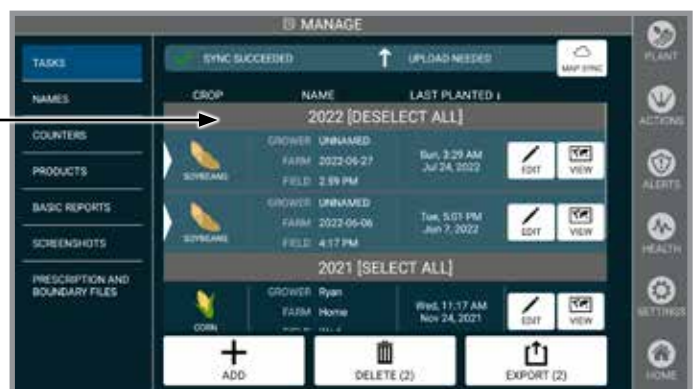 MANAGE
TASKS
NAMES
COUNTERS
PRODUCTS
BASIC REPORTS
SCREENSHOTS
PRESCRIPTION AND
BOUNDARY FILES
SYNC SUCCEEDED
UPLOAD NEEDED
MAP SYNC
CROP NAME LAST PLANTED
2022 [DESELECT ALL]
SOYBEANS
GROWER UNNAMED
FARM 2022-06-27
FIELD 2:59 PM
Sun, 3:29 AM
Jul 24, 2022
EDIT
VIEW
SOYBEANS
GROWER UNNAMED
FARM 2022-06-06
FIELD 4:17 PM
Tue, 5:01 PM
Jun 7, 2022
EDIT
VIEW
2021 [SELECT ALL]
CORN
GROWER Ryan
FARM Home
Wed, 11:17 AM
Nov 24, 2021
EDIT
VIEW
ADD
DELETE (2)
EXPORT (2)
PLANT
ACTIONS
ALERTS
HEALTH
SETTINGS
HOME